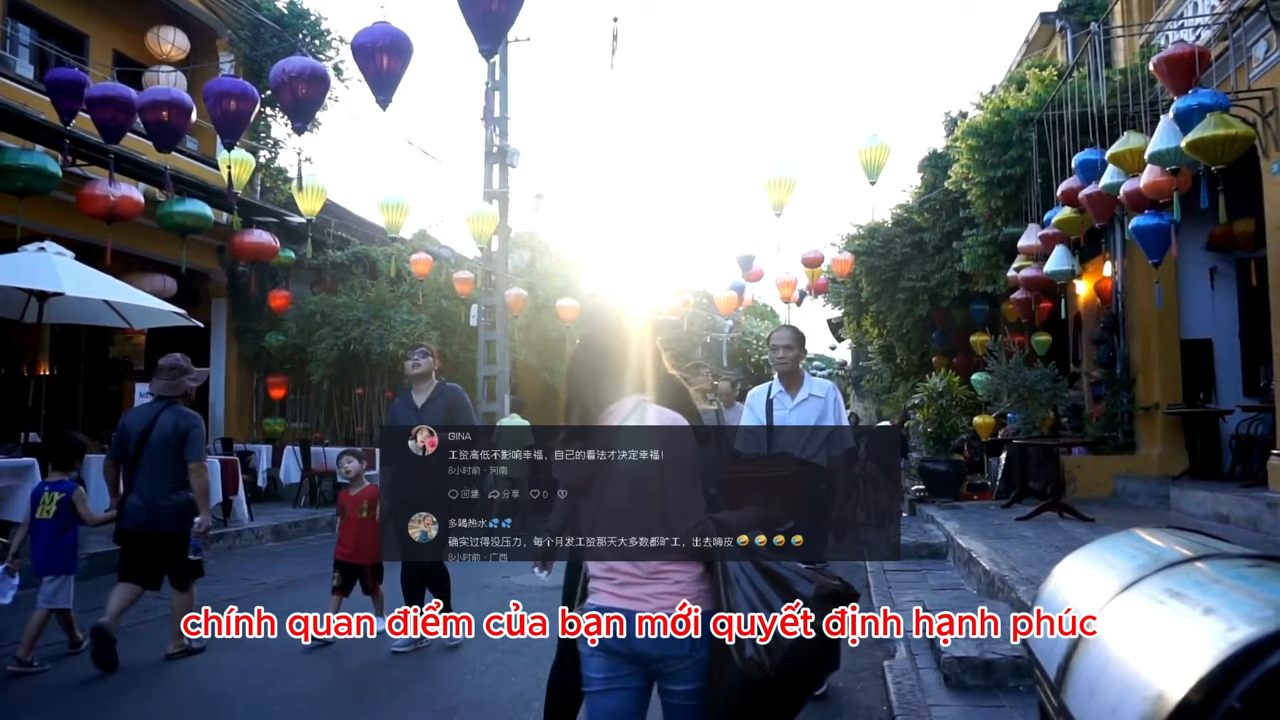 GINA
工资高低不影响幸福，自己的看法才决定幸福！
8小时前·河南
回复 分享 0
多喝热水💦💦
确实过得没压力，每个月发工资那天大多数都旷工，出去嗨皮🤣🤣🤣🤣
8小时前·广西
chính quan điểm của bạn mới quyết định hạnh phúc